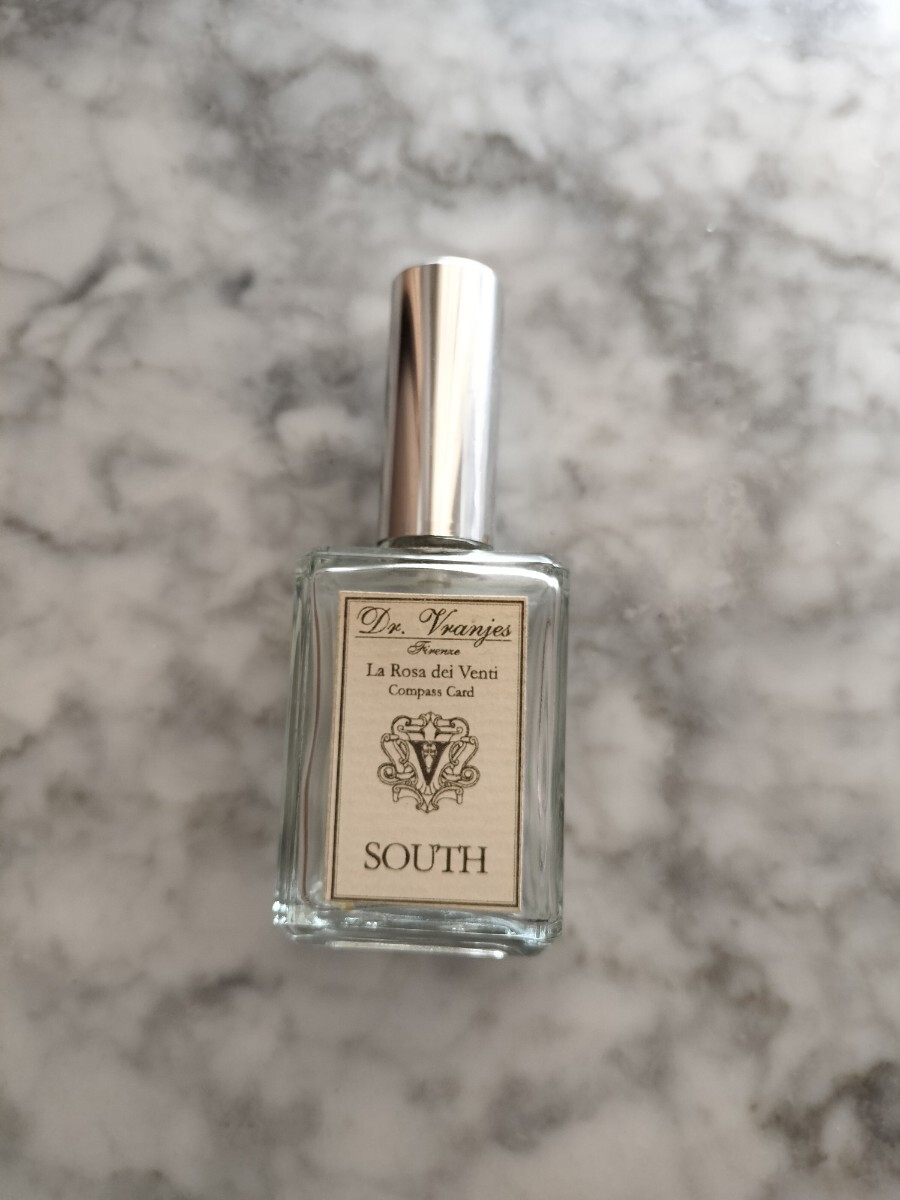 Dr. Vranjes
Firenze
La Rosa dei Venti
Compass Card
V
SOUTH